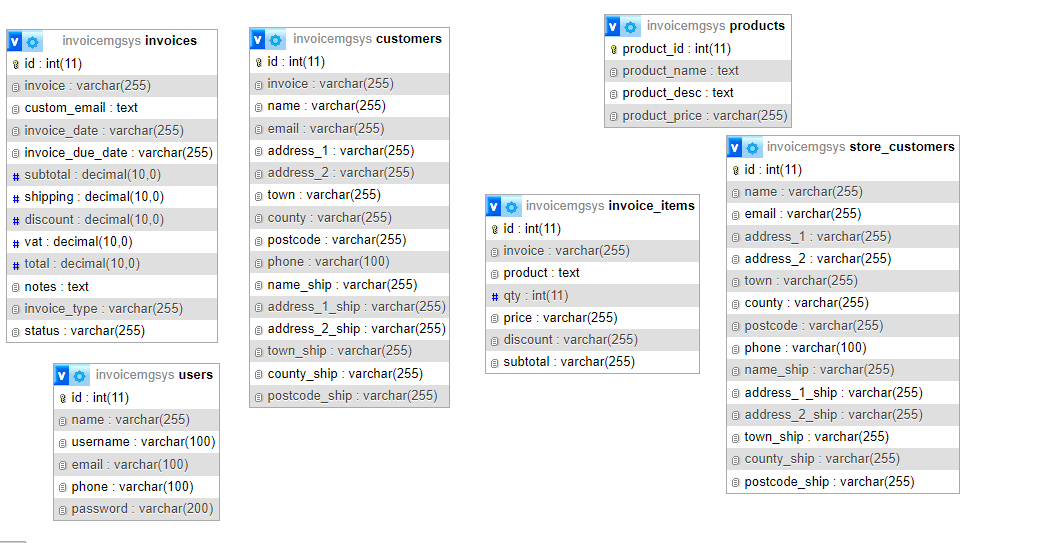 invoicemgsys invoices
id : int(11)
invoice : varchar(255)
custom_email : text
invoice_date : varchar(255)
invoice_due_date : varchar(255)
subtotal : decimal(10,0)
shipping : decimal(10,0)
discount : decimal(10,0)
vat : decimal(10,0)
total : decimal(10,0)
notes : text
invoice_type : varchar(255)
status : varchar(255)
invoicemgsys users
id : int(11)
name : varchar(255)
username : varchar(100)
email : varchar(100)
phone : varchar(100)
password : varchar(200)
invoicemgsys customers
id : int(11)
invoice : varchar(255)
name : varchar(255)
email : varchar(255)
address_1 : varchar(255)
address_2 : varchar(255)
town : varchar(255)
county : varchar(255)
postcode : varchar(255)
phone : varchar(100)
name_ship : varchar(255)
address_1_ship : varchar(255)
address_2_ship : varchar(255)
town_ship : varchar(255)
county_ship : varchar(255)
postcode_ship : varchar(255)
invoicemgsys invoice_items
id : int(11)
invoice : varchar(255)
product : text
qty : int(11)
price : varchar(255)
discount : varchar(255)
subtotal : varchar(255)
invoicemgsys products
product_id : int(11)
product_name : text
product_desc : text
product_price : varchar(255)
invoicemgsys store_customers
id : int(11)
name : varchar(255)
email : varchar(255)
address_1 : varchar(255)
address_2 : varchar(255)
town : varchar(255)
county : varchar(255)
postcode : varchar(255)
phone : varchar(100)
name_ship : varchar(255)
address_1_ship : varchar(255)
address_2_ship : varchar(255)
town_ship : varchar(255)
county_ship : varchar(255)
postcode_ship : varchar(255)